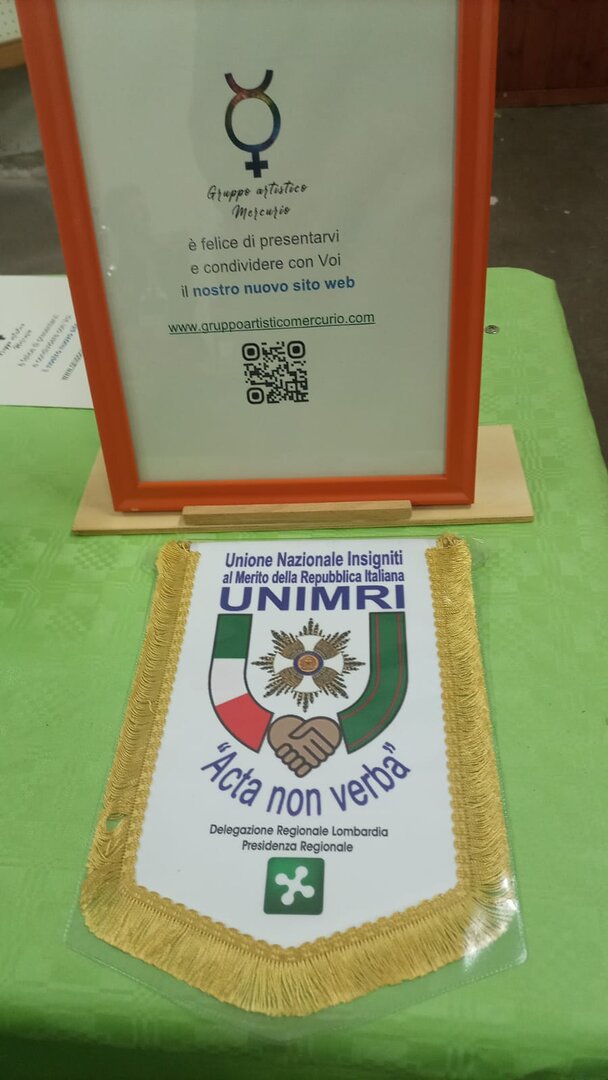 Gruppo artistico
Mercurio
è felice di presentarvi
e condividere con Voi
il nostro nuovo sito web
www.gruppoartisticomercurio.com
Unione Nazionale Insigniti
al Merito della Repubblica Italiana
UNIMRI
"Acta non verba"
Delegazione Regionale Lombardia
Presidenza Regionale